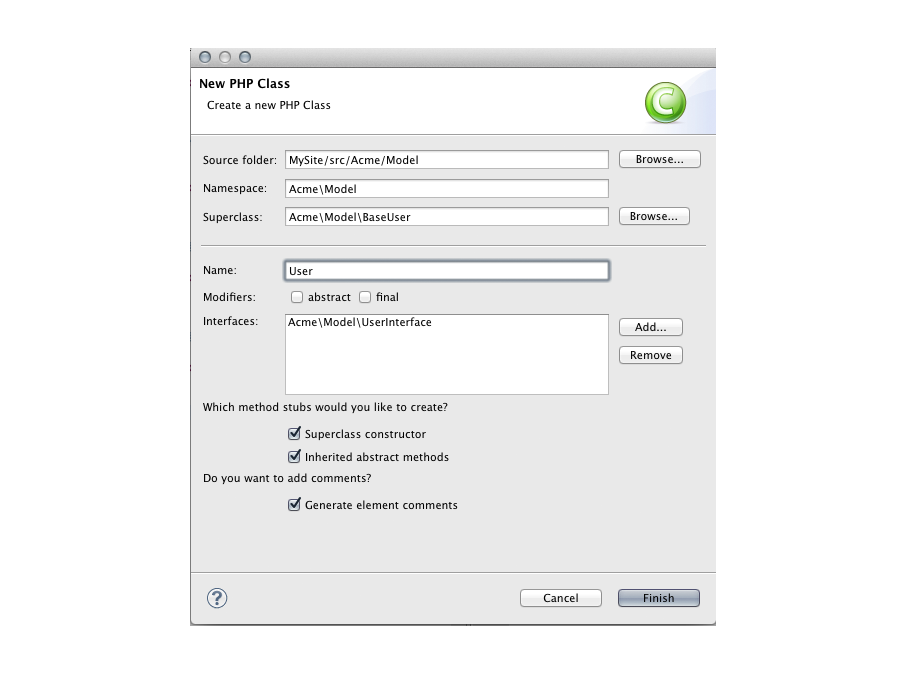 New PHP Class
Create a new PHP Class
C
Source folder: MySite/src/Acme/Model Browse...
Namespace: Acme\Model
Superclass: Acme\Model\BaseUser Browse...
Name: User
Modifiers: abstract final
Interfaces: Acme\Model\UserInterface Add...
Remove
Which method stubs would you like to create?
Superclass constructor
Inherited abstract methods
Do you want to add comments?
Generate element comments
? Cancel Finish